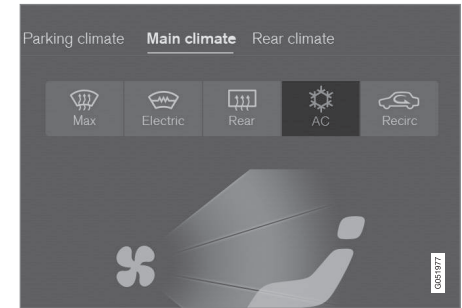 Parking climate Main climate Rear climate
Max Electric Rear AC Recirc
G051977